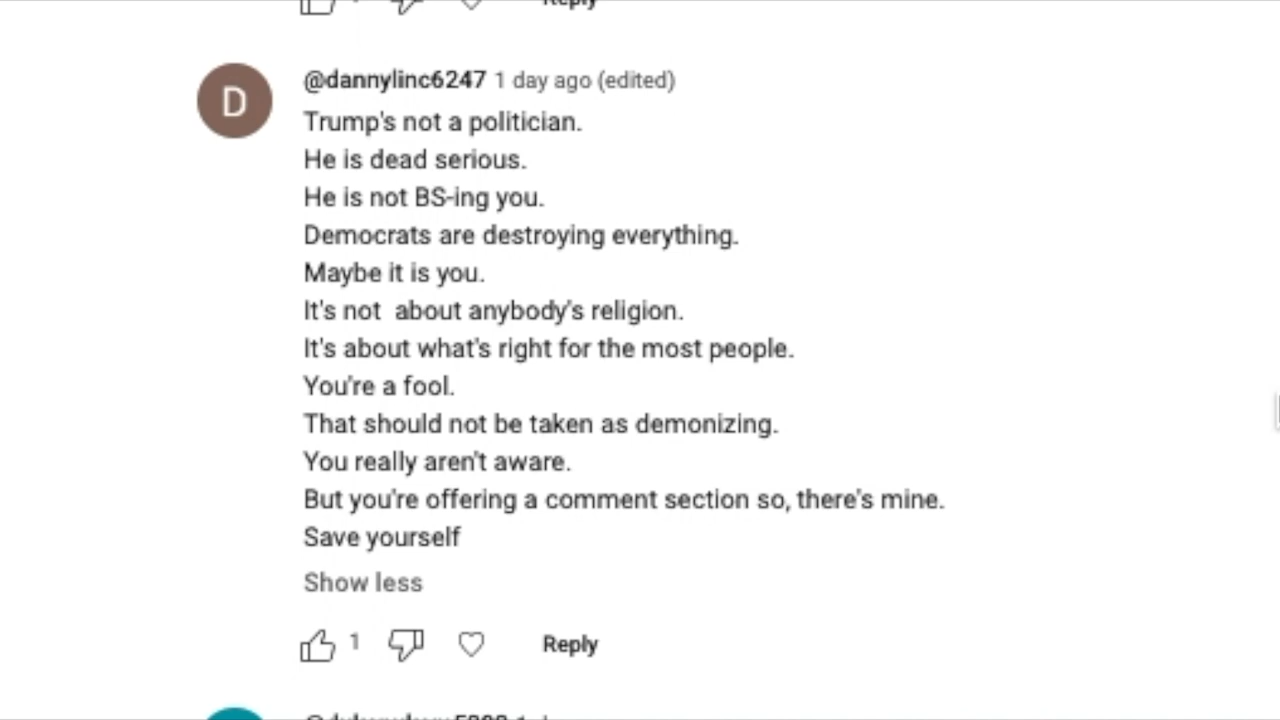 Reply
D
@dannylinc6247 1 day ago (edited)
Trump's not a politician.
He is dead serious.
He is not BS-ing you.
Democrats are destroying everything.
Maybe it is you.
It's not  about anybody's religion.
It's about what's right for the most people.
You're a fool.
That should not be taken as demonizing.
You really aren't aware.
But you're offering a comment section so, there's mine.
Save yourself
Show less
1 Reply